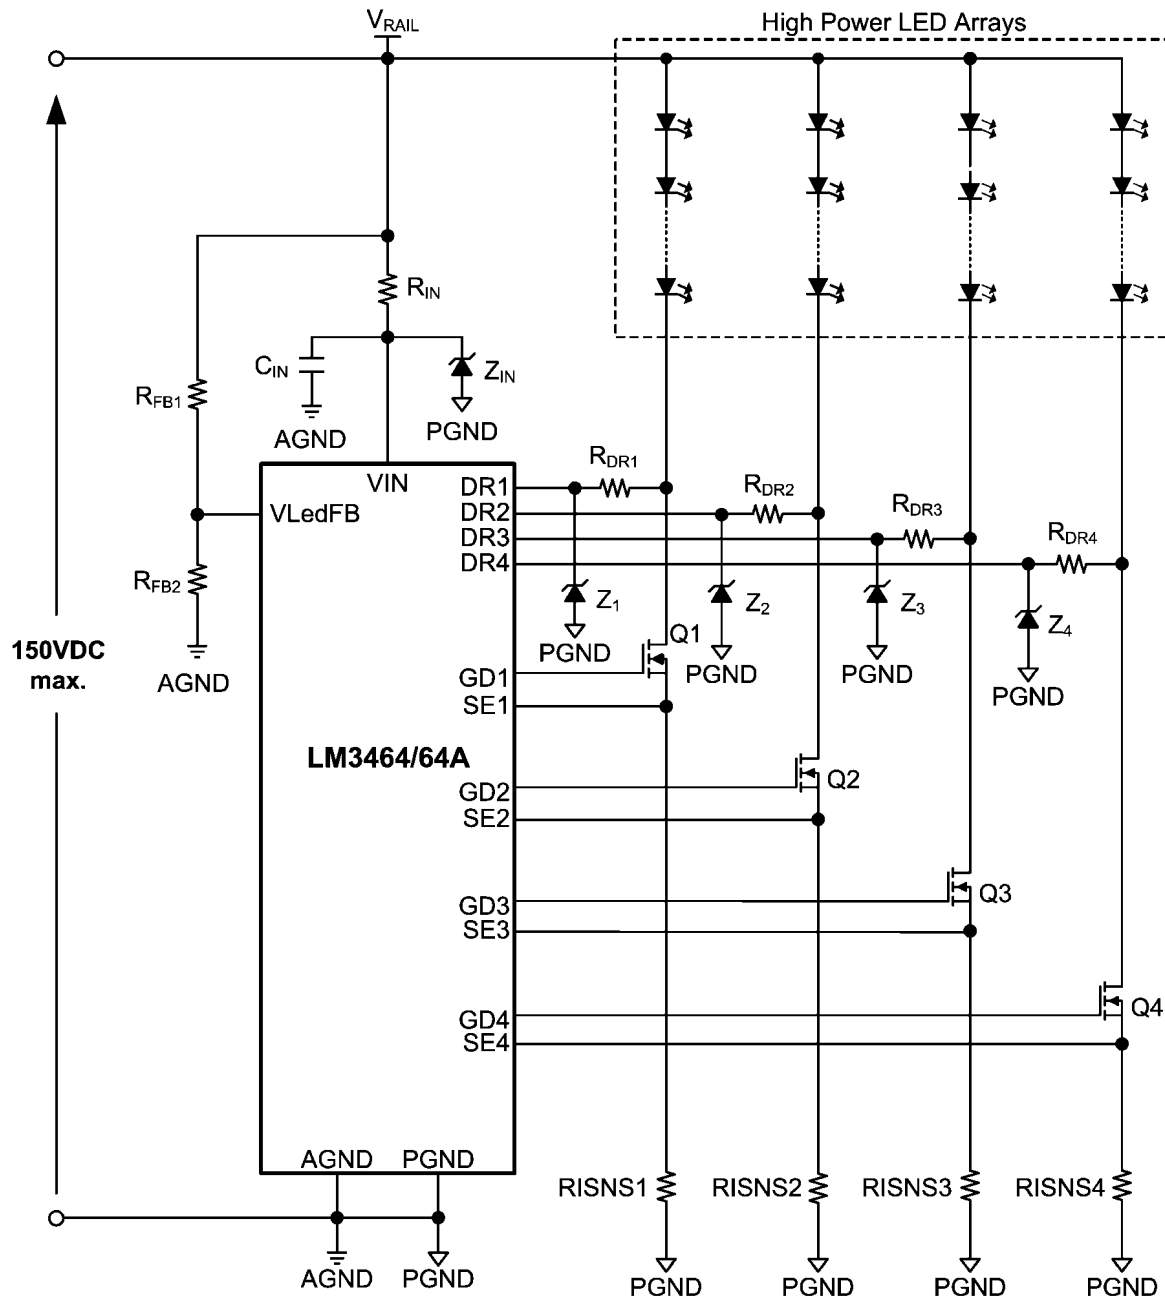 High Power LED Arrays
VRAIL
RIN
CIN
ZIN
RFB1
AGND
PGND
VIN
VLedFB
DR1
DR2
DR3
DR4
RDR1
RDR2
RDR3
RDR4
RFB2
Z1
Z2
Z3
Z4
150VDC
max.
AGND
PGND
PGND
PGND
PGND
Q1
GD1
SE1
LM3464/64A
Q2
GD2
SE2
Q3
GD3
SE3
Q4
GD4
SE4
AGND
PGND
RISNS1
RISNS2
RISNS3
RISNS4
AGND
PGND
PGND
PGND
PGND
PGND